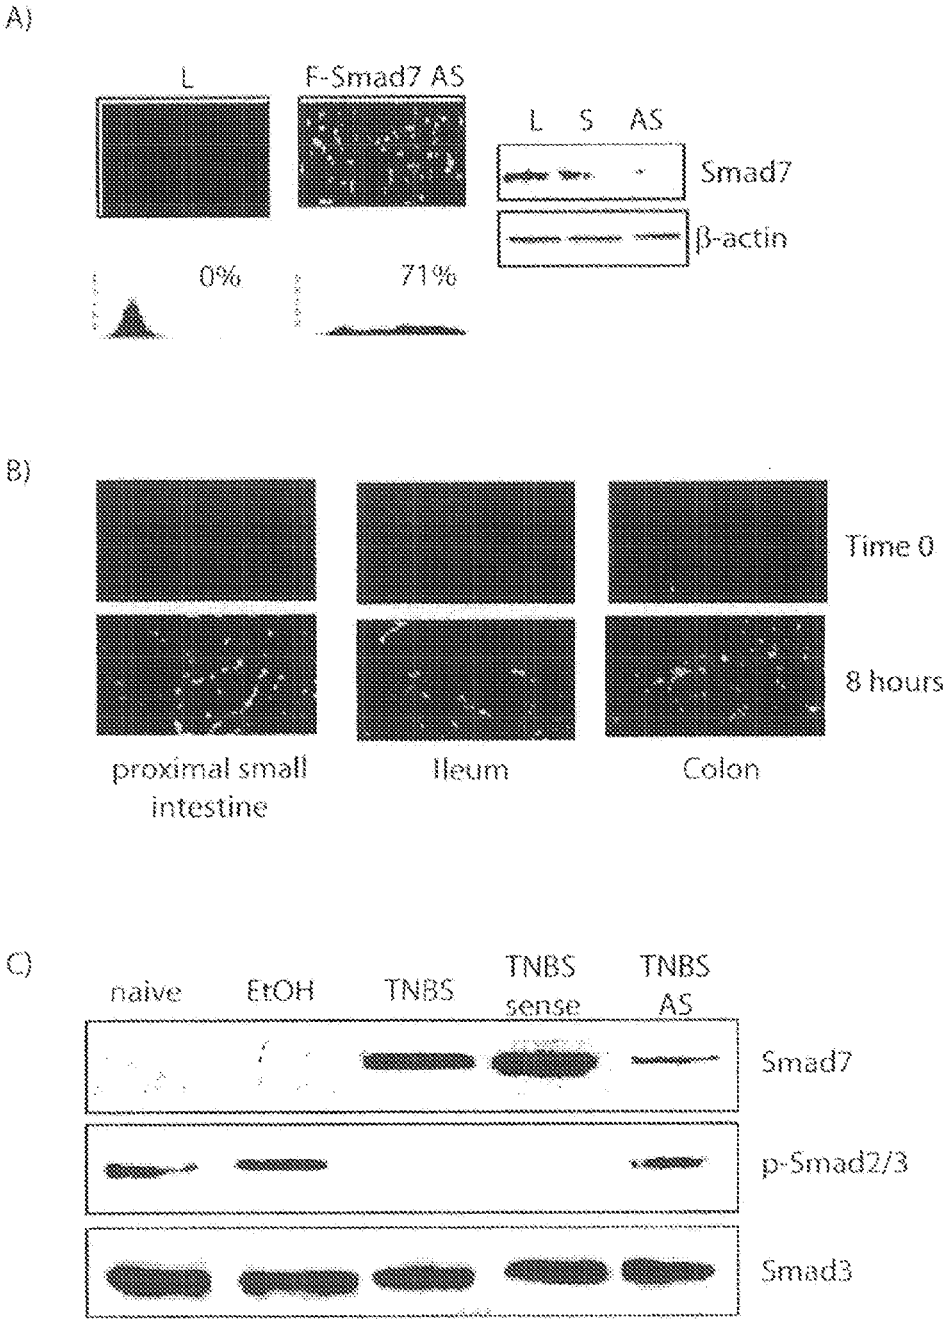 A)
L
F-Smad7 AS
L S AS
Smad7
β-actin
0%
71%
B)
Time 0
8 hours
proximal small
intestine
Ileum
Colon
C)
naive
EtOH
TNBS
TNBS
sense
TNBS
AS
Smad7
p-Smad2/3
Smad3